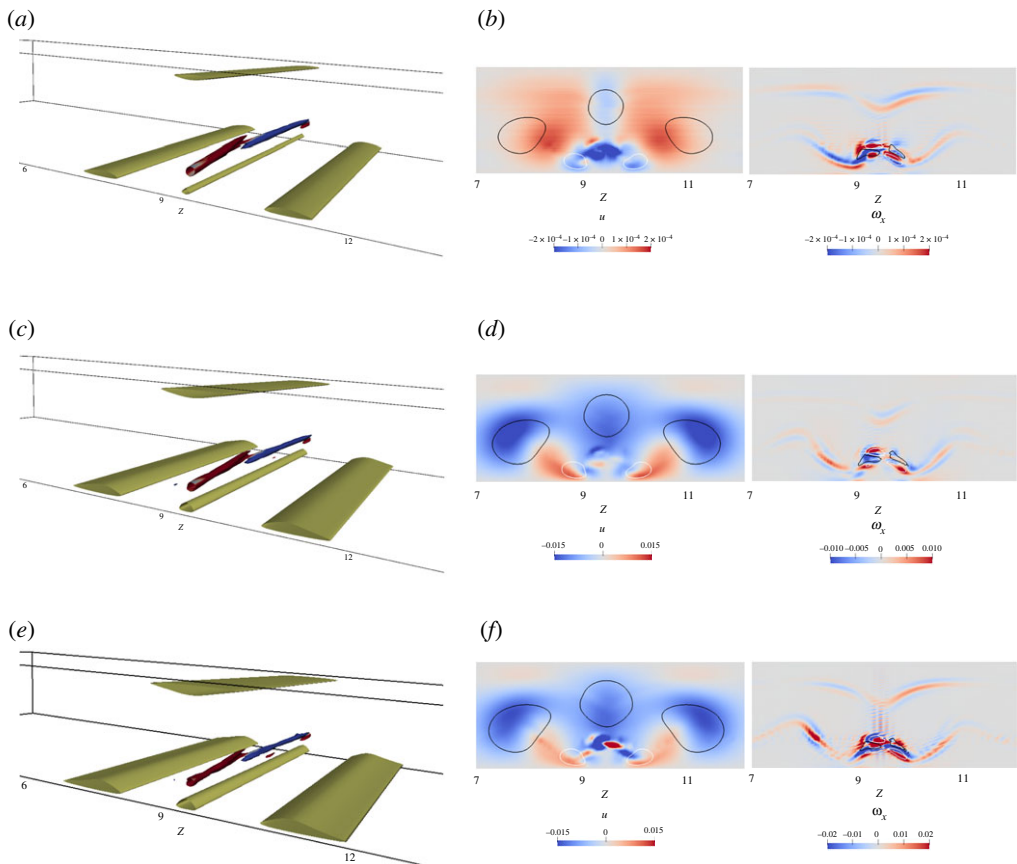 (a)
(b)
6
9
Z
12
7
9
11
Z
u
−2 × 10⁻⁴ −1 × 10⁻⁴ 0 1 × 10⁻⁴ 2 × 10⁻⁴
7
9
11
Z
ωx
−2 × 10⁻⁴ −1 × 10⁻⁴ 0 1 × 10⁻⁴ 2 × 10⁻⁴
(c)
(d)
6
9
Z
12
7
9
11
Z
u
−0.015 0 0.015
7
9
11
Z
ωx
−0.010 −0.005 0 0.005 0.010
(e)
(f)
6
9
Z
12
7
9
11
Z
u
−0.015 0 0.015
7
9
11
Z
ωx
−0.02 −0.01 0 0.01 0.02